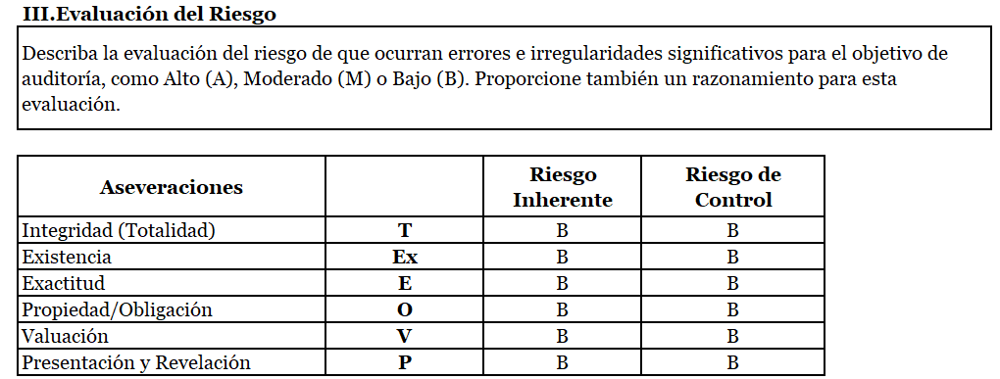 III.Evaluación del Riesgo
Describa la evaluación del riesgo de que ocurran errores e irregularidades significativos para el objetivo de
auditoría, como Alto (A), Moderado (M) o Bajo (B). Proporcione también un razonamiento para esta
evaluación.
Aseveraciones Riesgo Inherente Riesgo de Control
Integridad (Totalidad) T B B
Existencia Ex B B
Exactitud E B B
Propiedad/Obligación O B B
Valuación V B B
Presentación y Revelación P B B